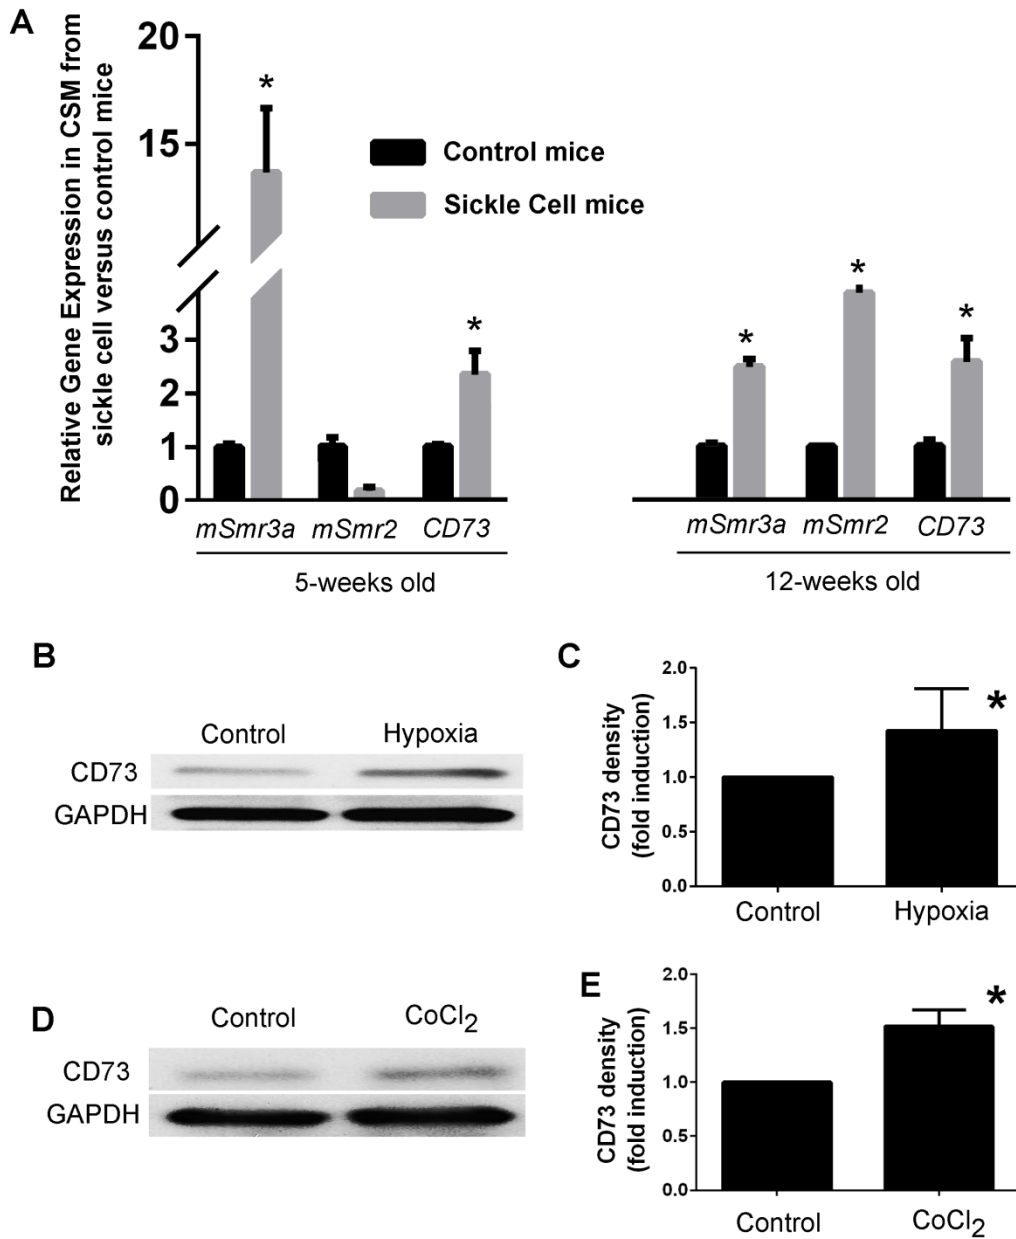 A
Relative Gene Expression in CSM from
sickle cell versus control mice
20
15
3
2
1
0
*
*
*
*
*
Control mice
Sickle Cell mice
mSmr3a mSmr2 CD73
5-weeks old
mSmr3a mSmr2 CD73
12-weeks old
B
Control Hypoxia
CD73
GAPDH
C
CD73 density
(fold induction)
2.0
1.5
1.0
0.5
0.0
*
Control Hypoxia
D
Control CoCl2
CD73
GAPDH
E
CD73 density
(fold induction)
2.0
1.5
1.0
0.5
0.0
*
Control CoCl2